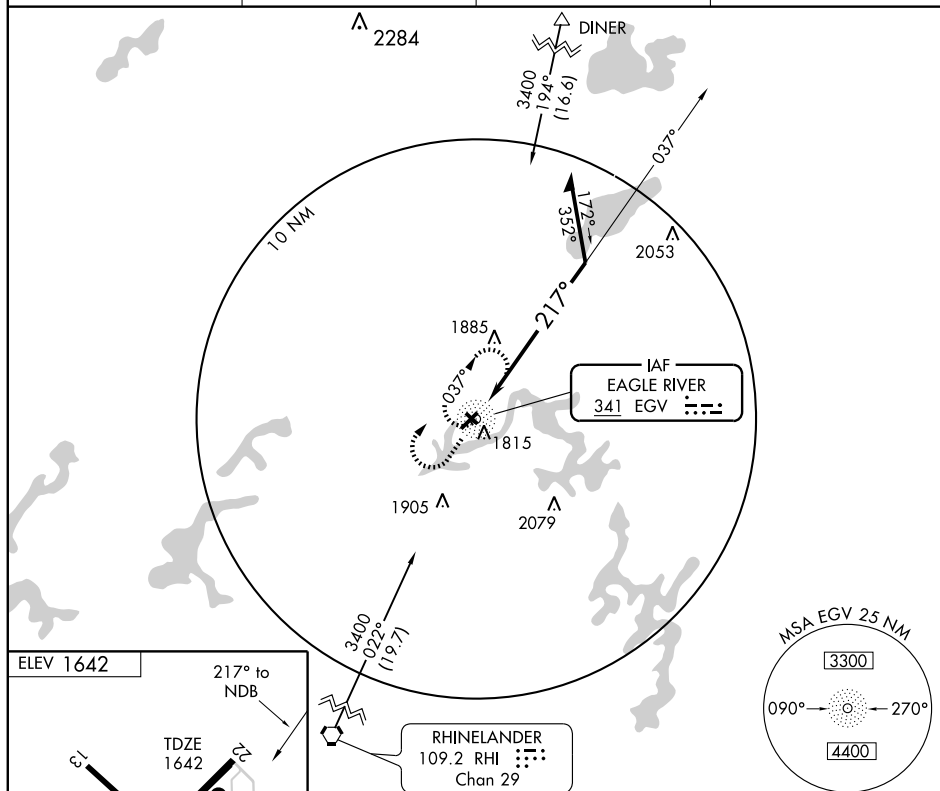 2284
DINER
3400
194°
(16.6)
037°
10 NM
172°
352°
2053
217°
1885
037°
IAF
EAGLE RIVER
341 EGV
1815
1905
2079
3400
022°
(19.7)
MSA EGV 25 NM
3300
090°
270°
4400
ELEV 1642
217° to
NDB
TDZE
1642
22
13
RHINELANDER
109.2 RHI
Chan 29